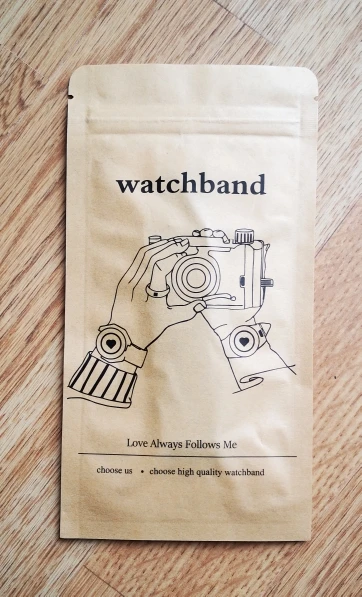 watchband
Love Always Follows Me
choose us • choose high quality watchband